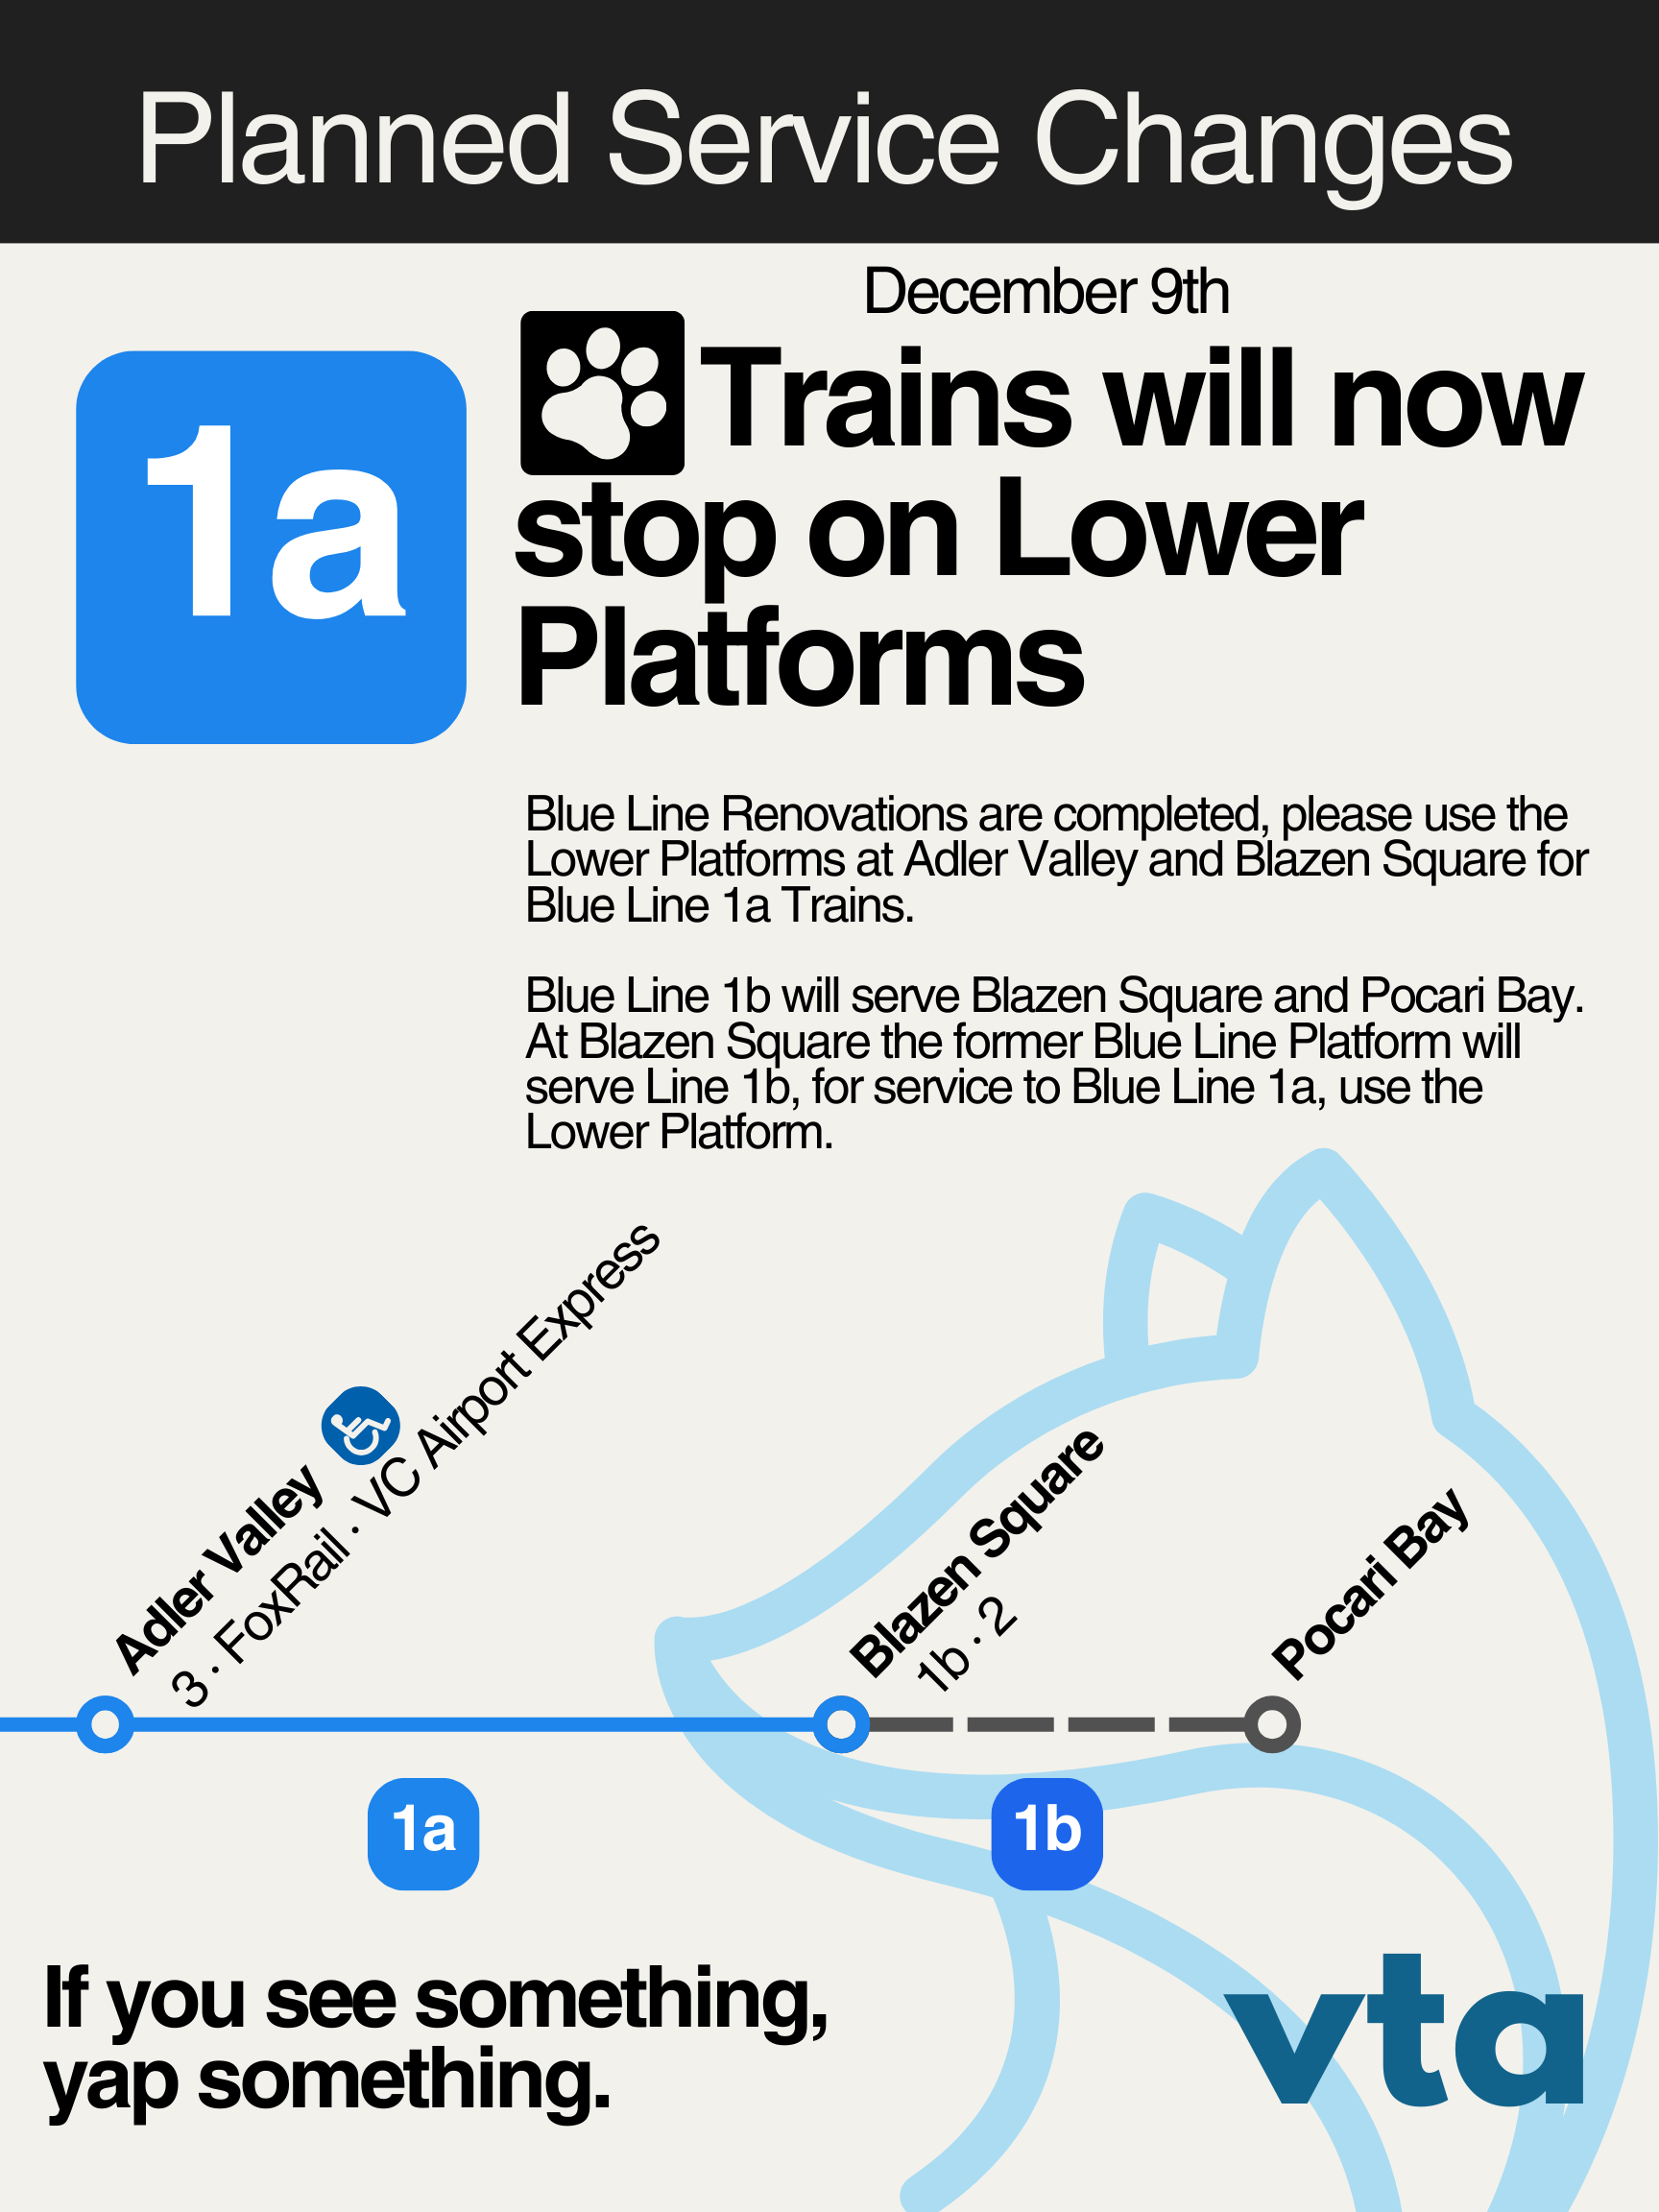 Planned Service Changes
December 9th
1a
Trains will now
stop on Lower
Platforms
Blue Line Renovations are completed, please use the
Lower Platforms at Adler Valley and Blazen Square for
Blue Line 1a Trains.
Blue Line 1b will serve Blazen Square and Pocari Bay.
At Blazen Square the former Blue Line Platform will
serve Line 1b, for service to Blue Line 1a, use the
Lower Platform.
Adler Valley
3 · FoxRail · VC Airport Express
Blazen Square
1b · 2
Pocari Bay
1a
1b
If you see something,
yap something.
vta